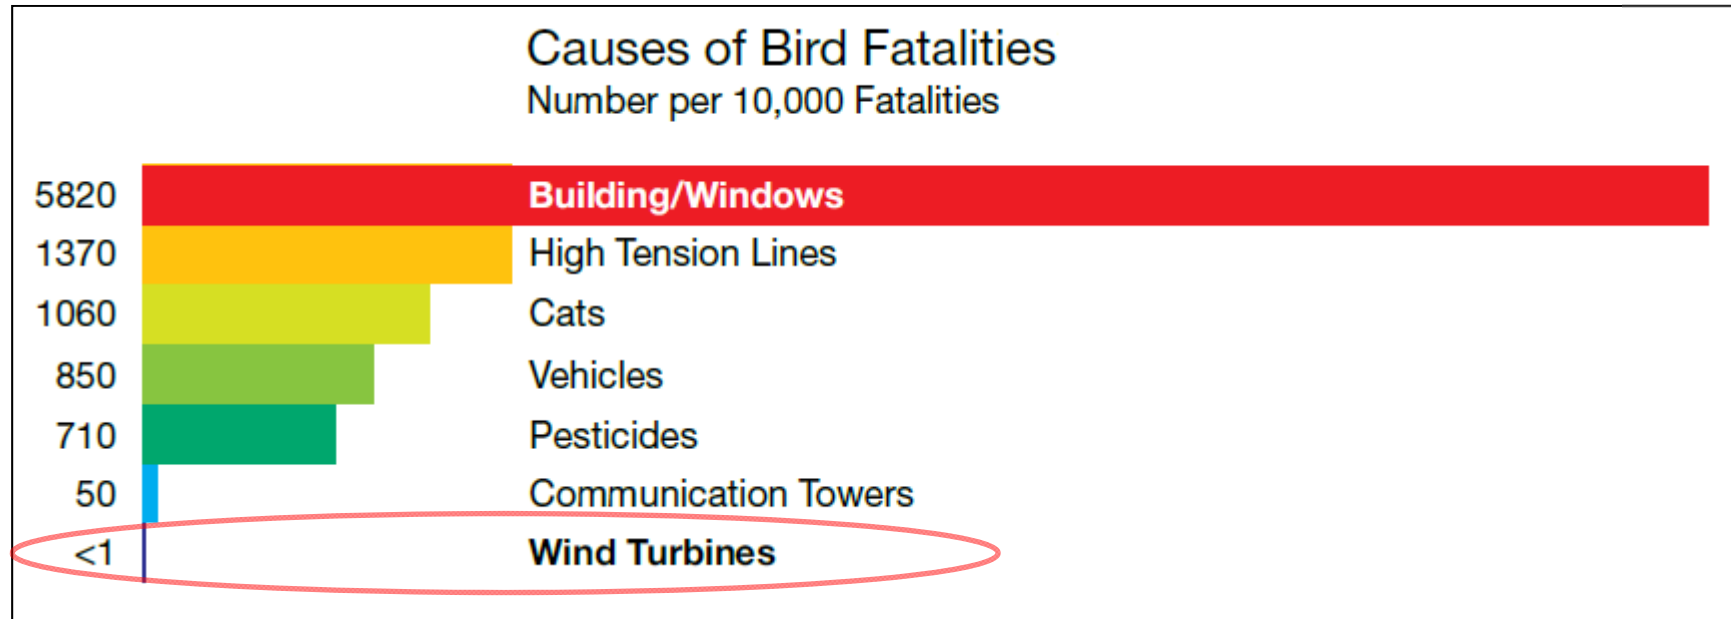 Causes of Bird Fatalities
Number per 10,000 Fatalities
5820 Building/Windows
1370 High Tension Lines
1060 Cats
850 Vehicles
710 Pesticides
50 Communication Towers
<1 Wind Turbines